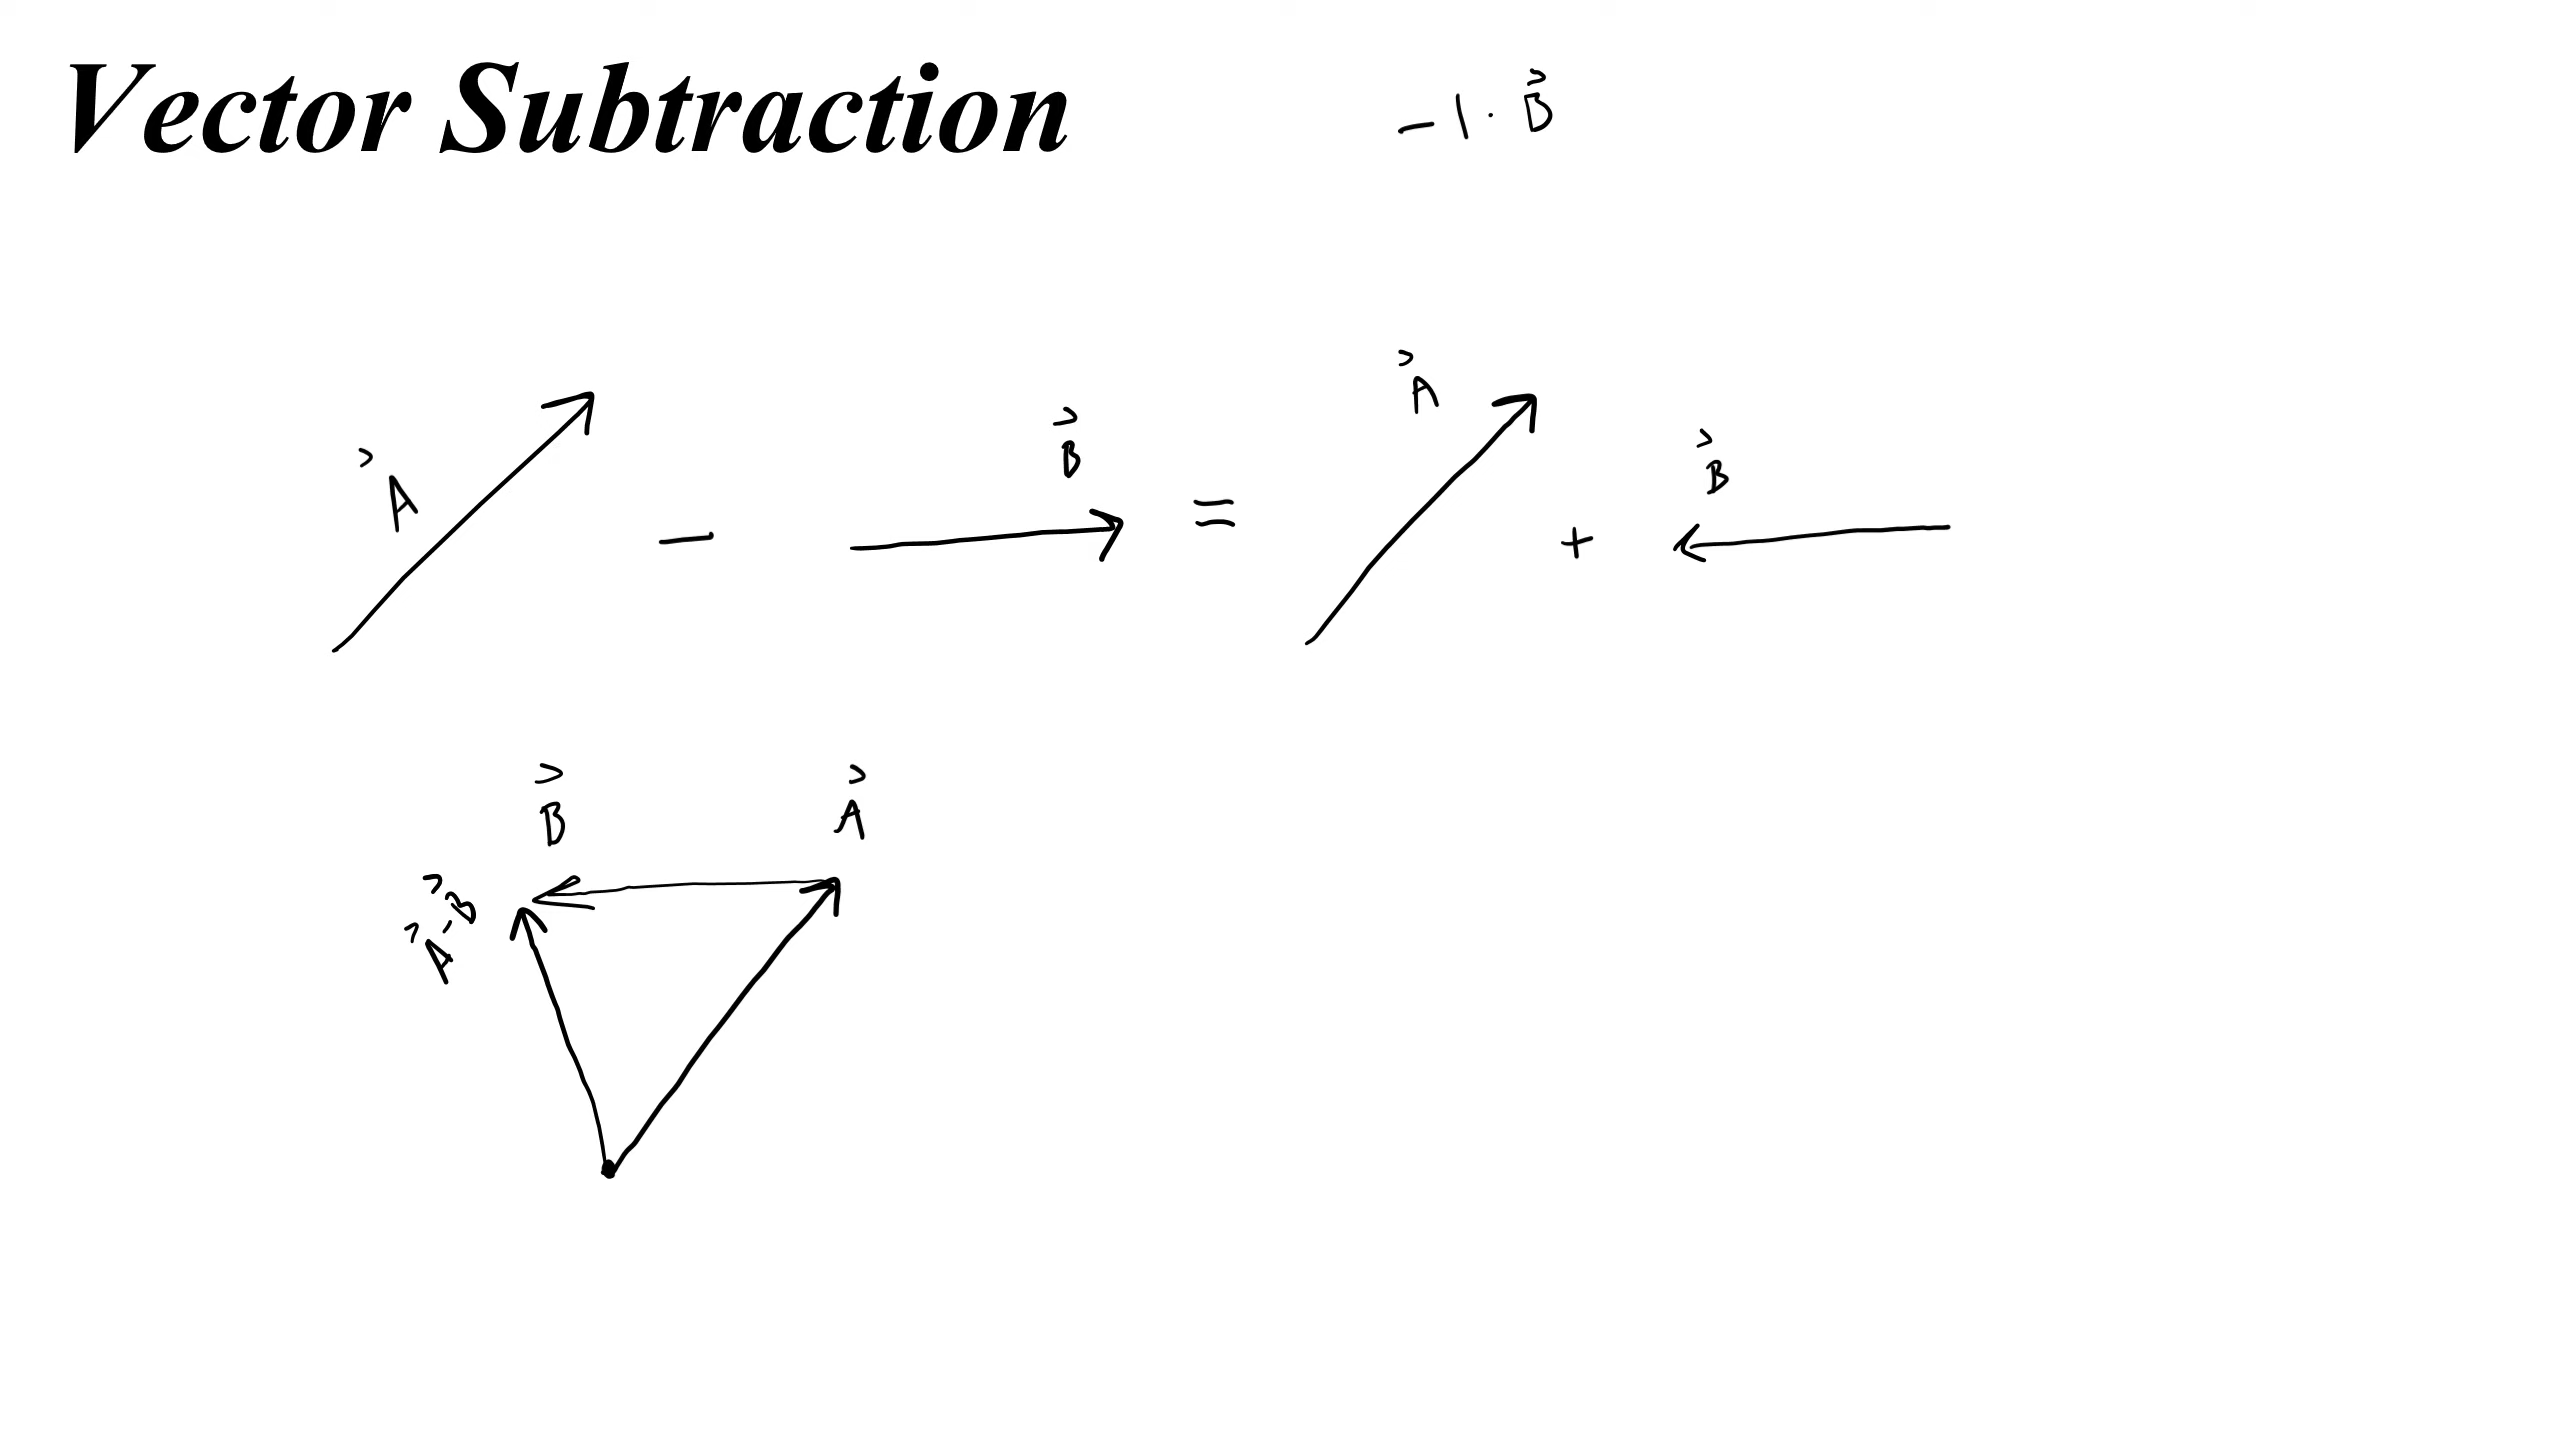 Vector Subtraction
-1 · B⃗
A⃗ - B⃗ = A⃗ + B⃗
B⃗ A⃗
A⃗-B⃗